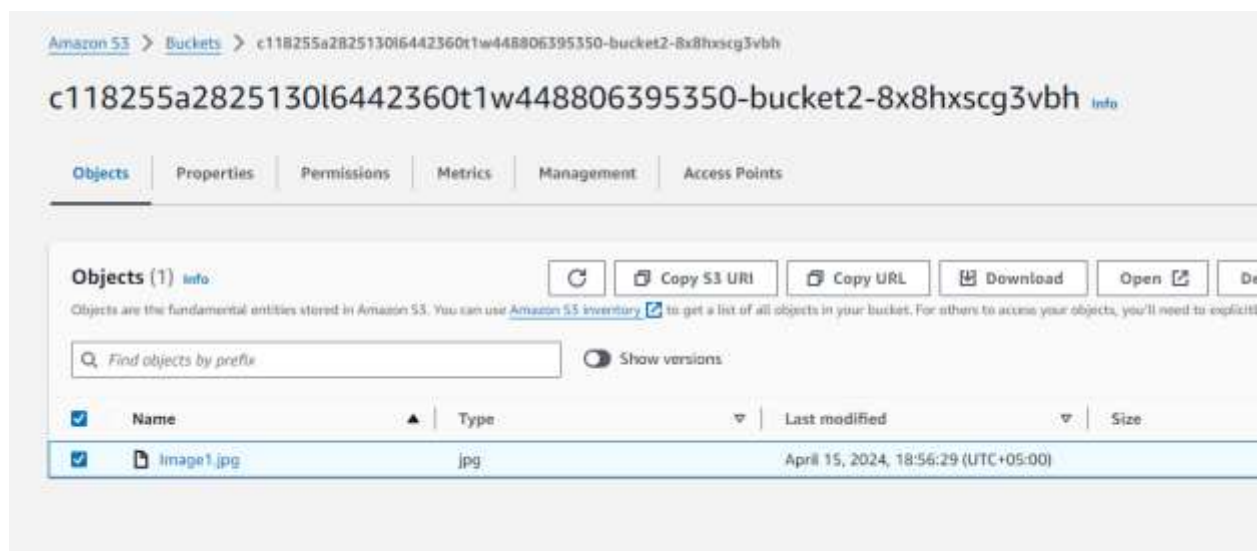 Amazon S3 > Buckets > c118255a2825130l6442360t1w448806395350-bucket2-8x8hxscg3vbh
c118255a2825130l6442360t1w448806395350-bucket2-8x8hxscg3vbh Info
Objects Properties Permissions Metrics Management Access Points
Objects (1) Info Copy S3 URI Copy URL Download Open De
Objects are the fundamental entities stored in Amazon S3. You can use Amazon S3 inventory to get a list of all objects in your bucket. For others to access your objects, you'll need to expliciti
Find objects by prefix Show versions
Name Type Last modified Size
Image1.jpg jpg April 15, 2024, 18:56:29 (UTC+05:00)